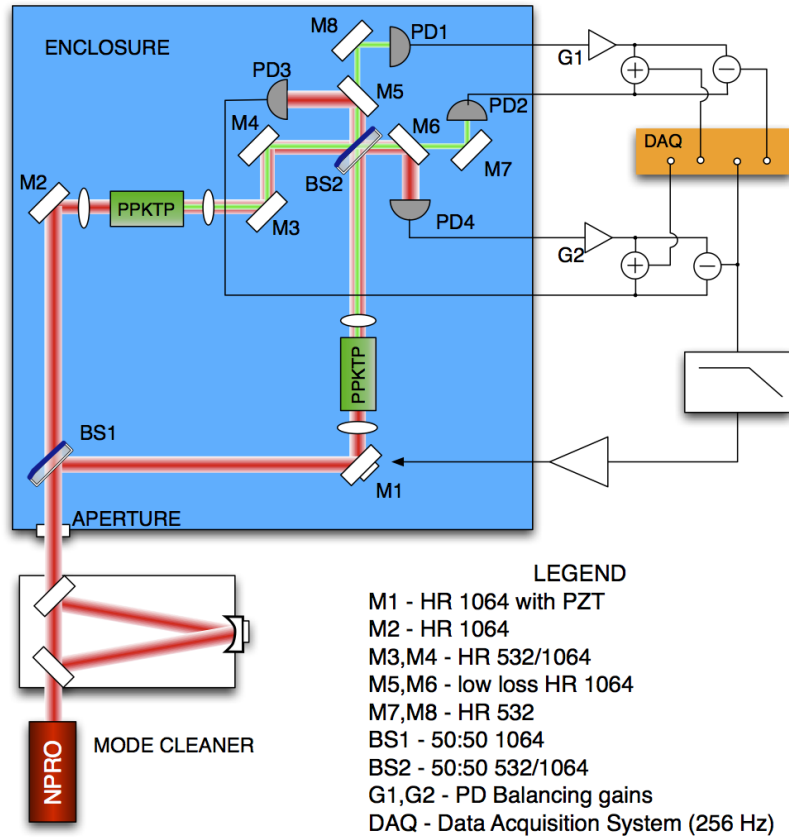 ENCLOSURE
M8
PD1
G1
PD3
M5
PD2
M4
M6
DAQ
M7
BS2
M2
PPKTP
M3
PD4
G2
PPKTP
BS1
M1
APERTURE
LEGEND
M1 - HR 1064 with PZT
M2 - HR 1064
M3,M4 - HR 532/1064
M5,M6 - low loss HR 1064
M7,M8 - HR 532
BS1 - 50:50 1064
BS2 - 50:50 532/1064
G1,G2 - PD Balancing gains
DAQ - Data Acquisition System (256 Hz)
MODE CLEANER
NPRO